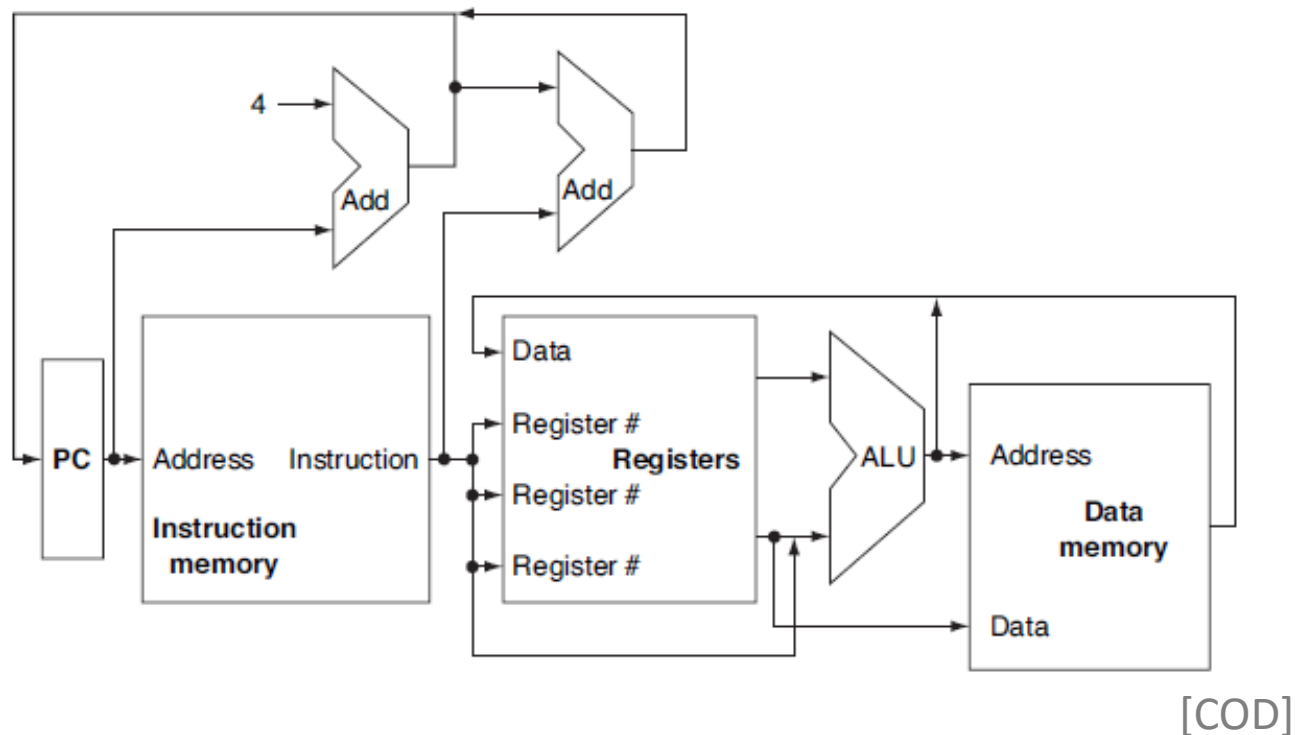 4
Add
Add
Data
Register #
Registers
Register #
Register #
PC
Address
Instruction
Instruction
memory
ALU
Address
Data
memory
Data
[COD]